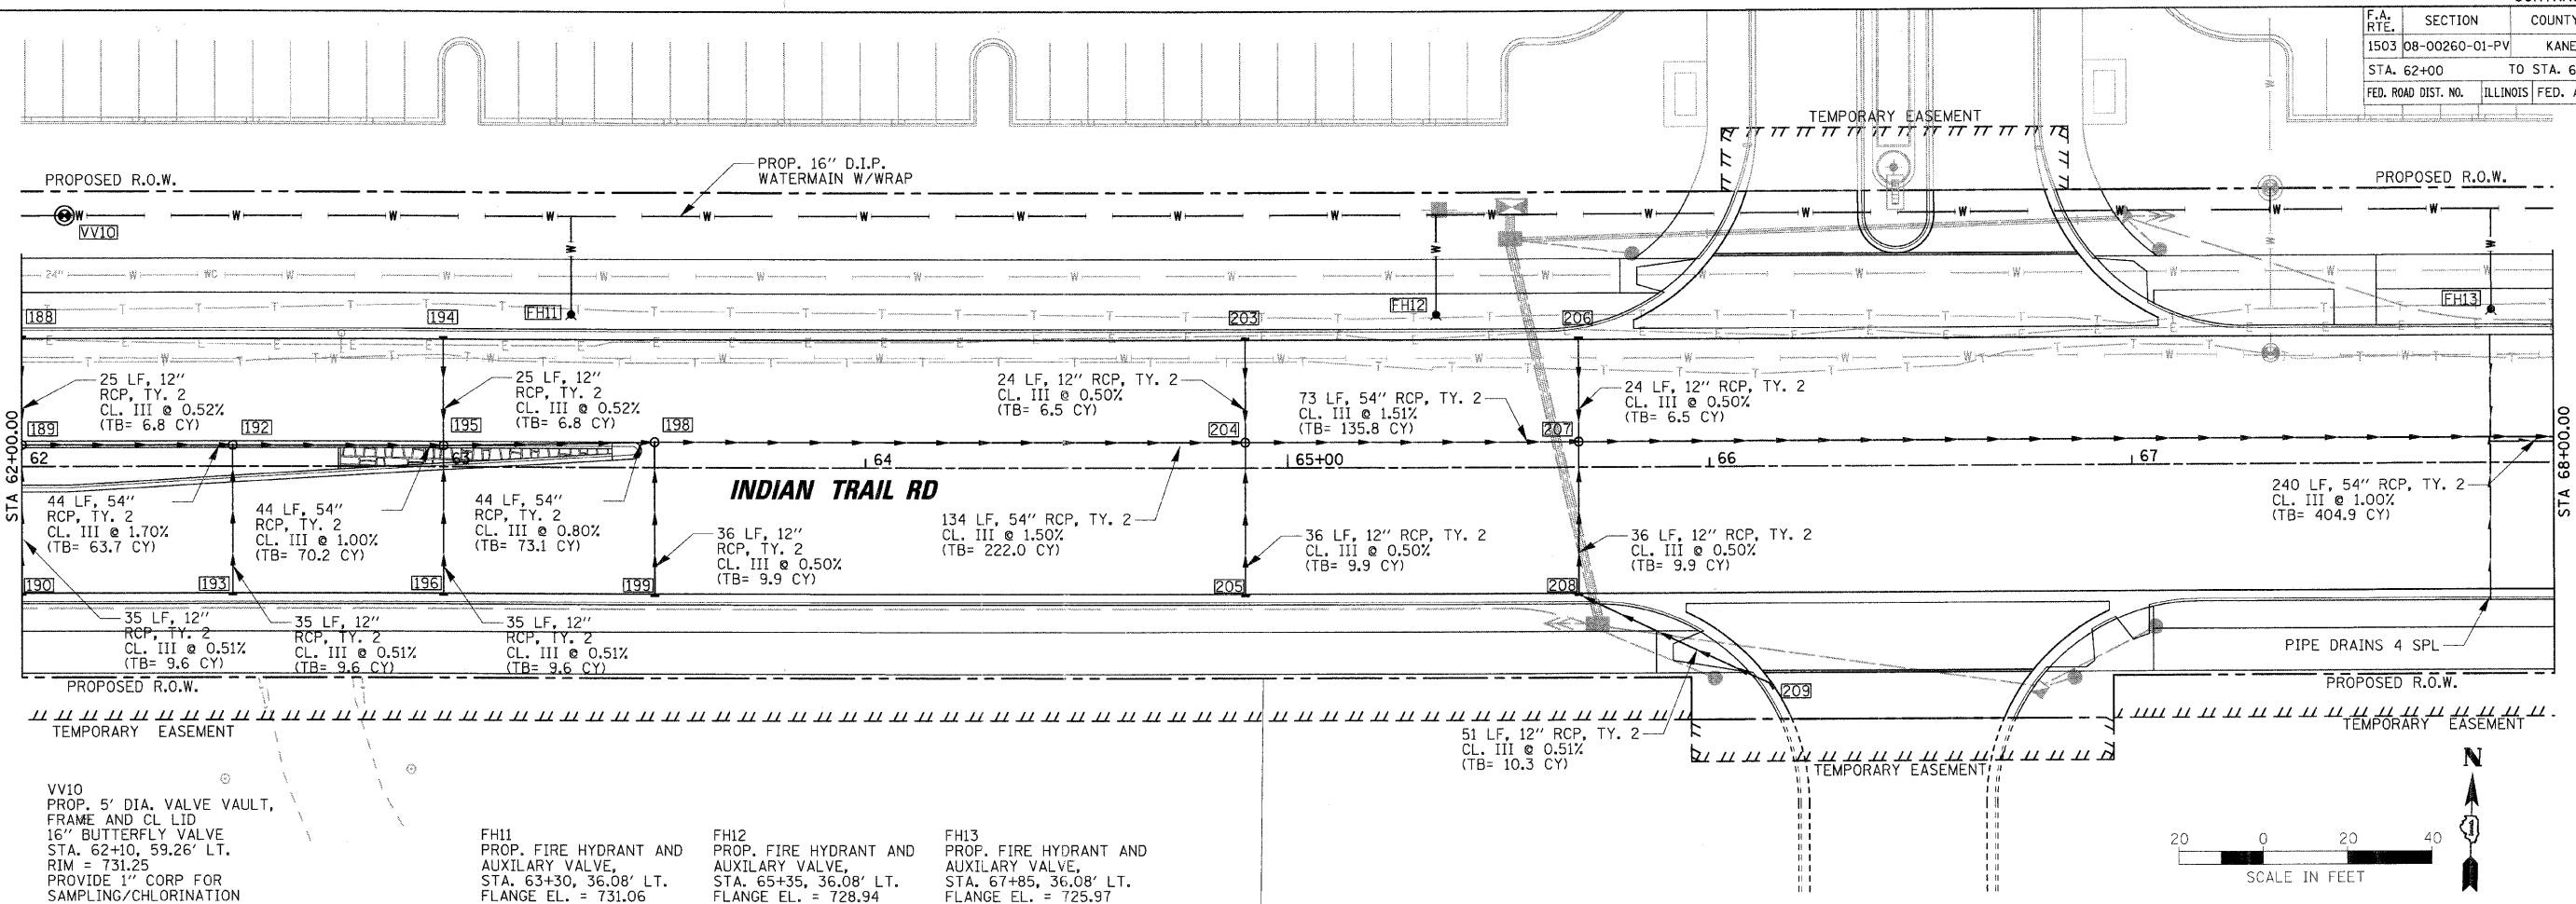 F.A. RTE. SECTION COUNTY
1503 08-00260-01-PV KANE
STA. 62+00 TO STA. 6
FED. ROAD DIST. NO. ILLINOIS FED. A
TEMPORARY EASEMENT
PROP. 16" D.I.P.
WATERMAIN W/WRAP
PROPOSED R.O.W.
PROPOSED R.O.W.
VV10
24" W WC W
FH11
FH12
FH13
188
194
203
206
25 LF, 12"
RCP, TY. 2
CL. III @ 0.52%
(TB= 6.8 CY)
25 LF, 12"
RCP, TY. 2
CL. III @ 0.52%
(TB= 6.8 CY)
24 LF, 12" RCP, TY. 2
CL. III @ 0.50%
(TB= 6.5 CY)
73 LF, 54" RCP, TY. 2
CL. III @ 1.51%
(TB= 135.8 CY)
24 LF, 12" RCP, TY. 2
CL. III @ 0.50%
(TB= 6.5 CY)
STA 62+00.00
STA 68+00.00
189
192
195
198
204
207
62
63
64
65+00
66
67
INDIAN TRAIL RD
44 LF, 54"
RCP, TY. 2
CL. III @ 1.70%
(TB= 63.7 CY)
44 LF, 54"
RCP, TY. 2
CL. III @ 1.00%
(TB= 70.2 CY)
44 LF, 54"
RCP, TY. 2
CL. III @ 0.80%
(TB= 73.1 CY)
36 LF, 12"
RCP, TY. 2
CL. III @ 0.50%
(TB= 9.9 CY)
134 LF, 54" RCP, TY. 2
CL. III @ 1.50%
(TB= 222.0 CY)
36 LF, 12" RCP, TY. 2
CL. III @ 0.50%
(TB= 9.9 CY)
36 LF, 12" RCP, TY. 2
CL. III @ 0.50%
(TB= 9.9 CY)
240 LF, 54" RCP, TY. 2
CL. III @ 1.00%
(TB= 404.9 CY)
190
193
196
199
205
208
35 LF, 12"
RCP, TY. 2
CL. III @ 0.51%
(TB= 9.6 CY)
35 LF, 12"
RCP, TY. 2
CL. III @ 0.51%
(TB= 9.6 CY)
35 LF, 12"
RCP, TY. 2
CL. III @ 0.51%
(TB= 9.6 CY)
PIPE DRAINS 4 SPL
PROPOSED R.O.W.
PROPOSED R.O.W.
209
TEMPORARY EASEMENT
TEMPORARY EASEMENT
51 LF, 12" RCP, TY. 2
CL. III @ 0.51%
(TB= 10.3 CY)
TEMPORARY EASEMENT
VV10
PROP. 5' DIA. VALVE VAULT,
FRAME AND CL LID
16" BUTTERFLY VALVE
STA. 62+10, 59.26' LT.
RIM = 731.25
PROVIDE 1" CORP FOR
SAMPLING/CHLORINATION
FH11
PROP. FIRE HYDRANT AND
AUXILARY VALVE,
STA. 63+30, 36.08' LT.
FLANGE EL. = 731.06
FH12
PROP. FIRE HYDRANT AND
AUXILARY VALVE,
STA. 65+35, 36.08' LT.
FLANGE EL. = 728.94
FH13
PROP. FIRE HYDRANT AND
AUXILARY VALVE,
STA. 67+85, 36.08' LT.
FLANGE EL. = 725.97
N
20 0 20 40
SCALE IN FEET